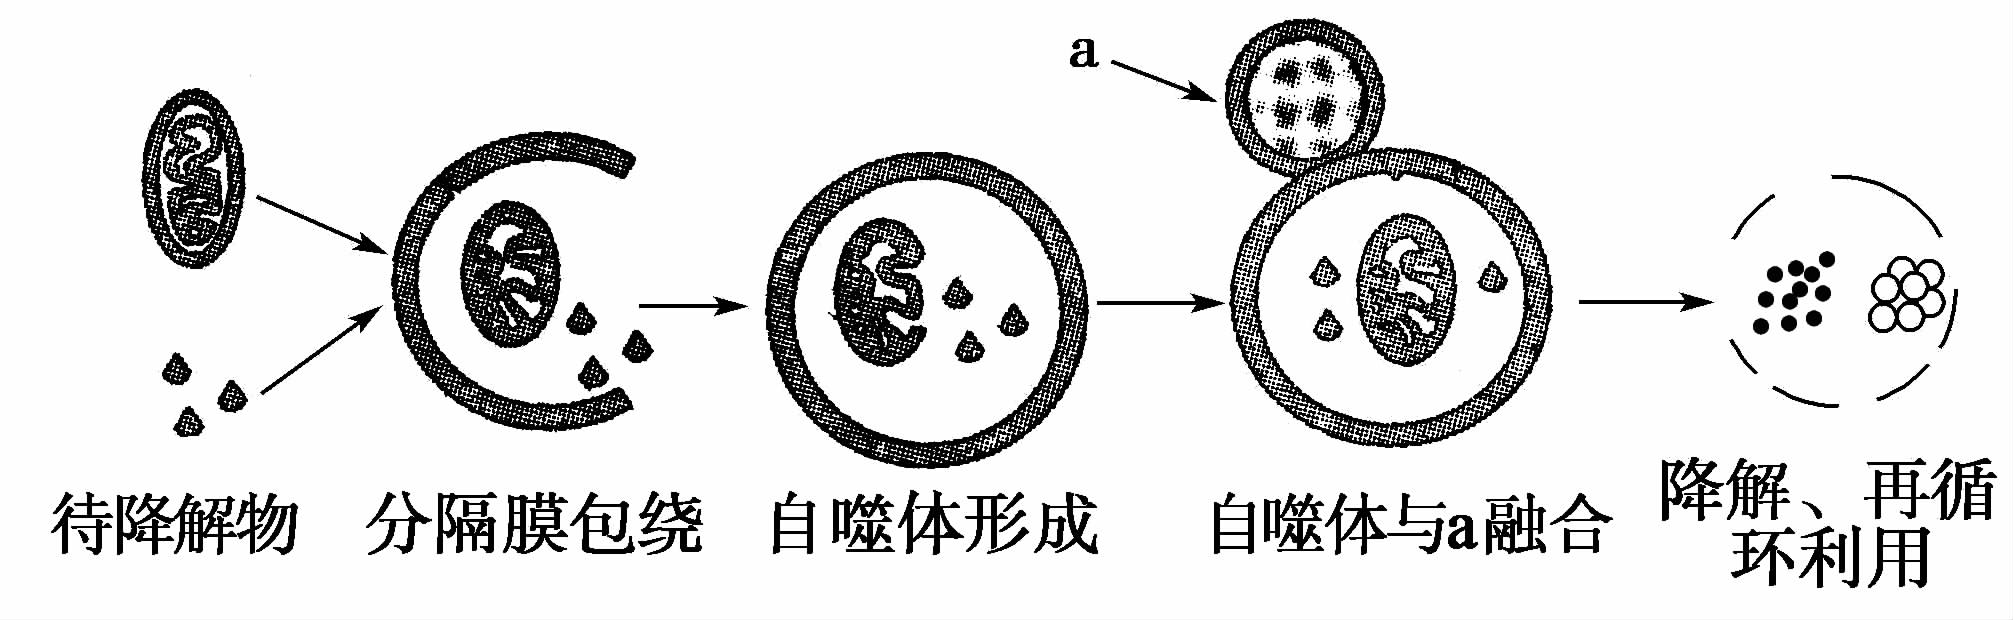 a
待降解物
分隔膜包绕
自噬体形成
自噬体与a融合
降解、再循
环利用